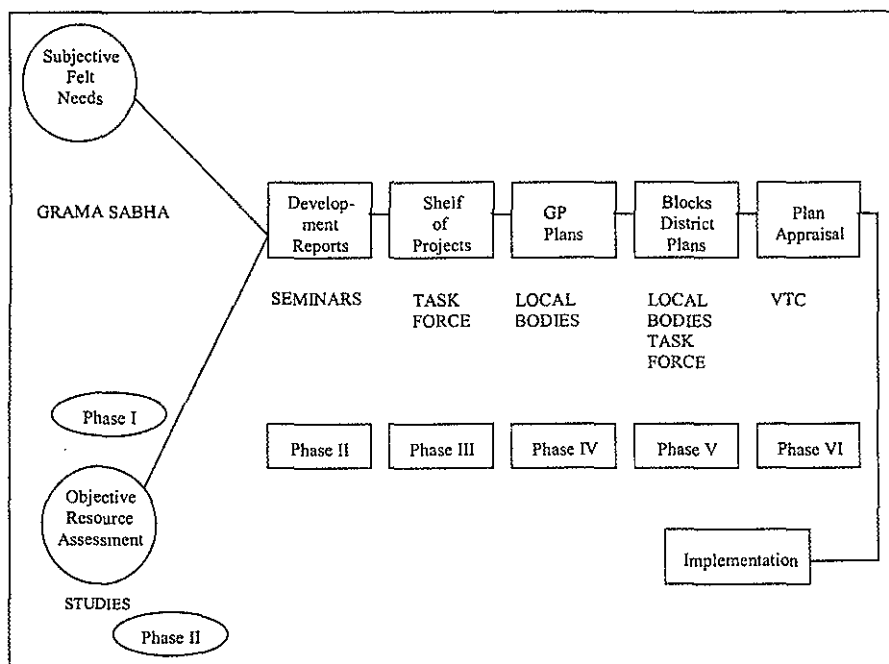 Subjective
Felt
Needs
GRAMA SABHA
Develop-
ment
Reports
Shelf
of
Projects
GP
Plans
Blocks
District
Plans
Plan
Appraisal
SEMINARS
TASK
FORCE
LOCAL
BODIES
LOCAL
BODIES
TASK
FORCE
VTC
Phase I
Phase II
Phase III
Phase IV
Phase V
Phase VI
Objective
Resource
Assessment
STUDIES
Phase II
Implementation